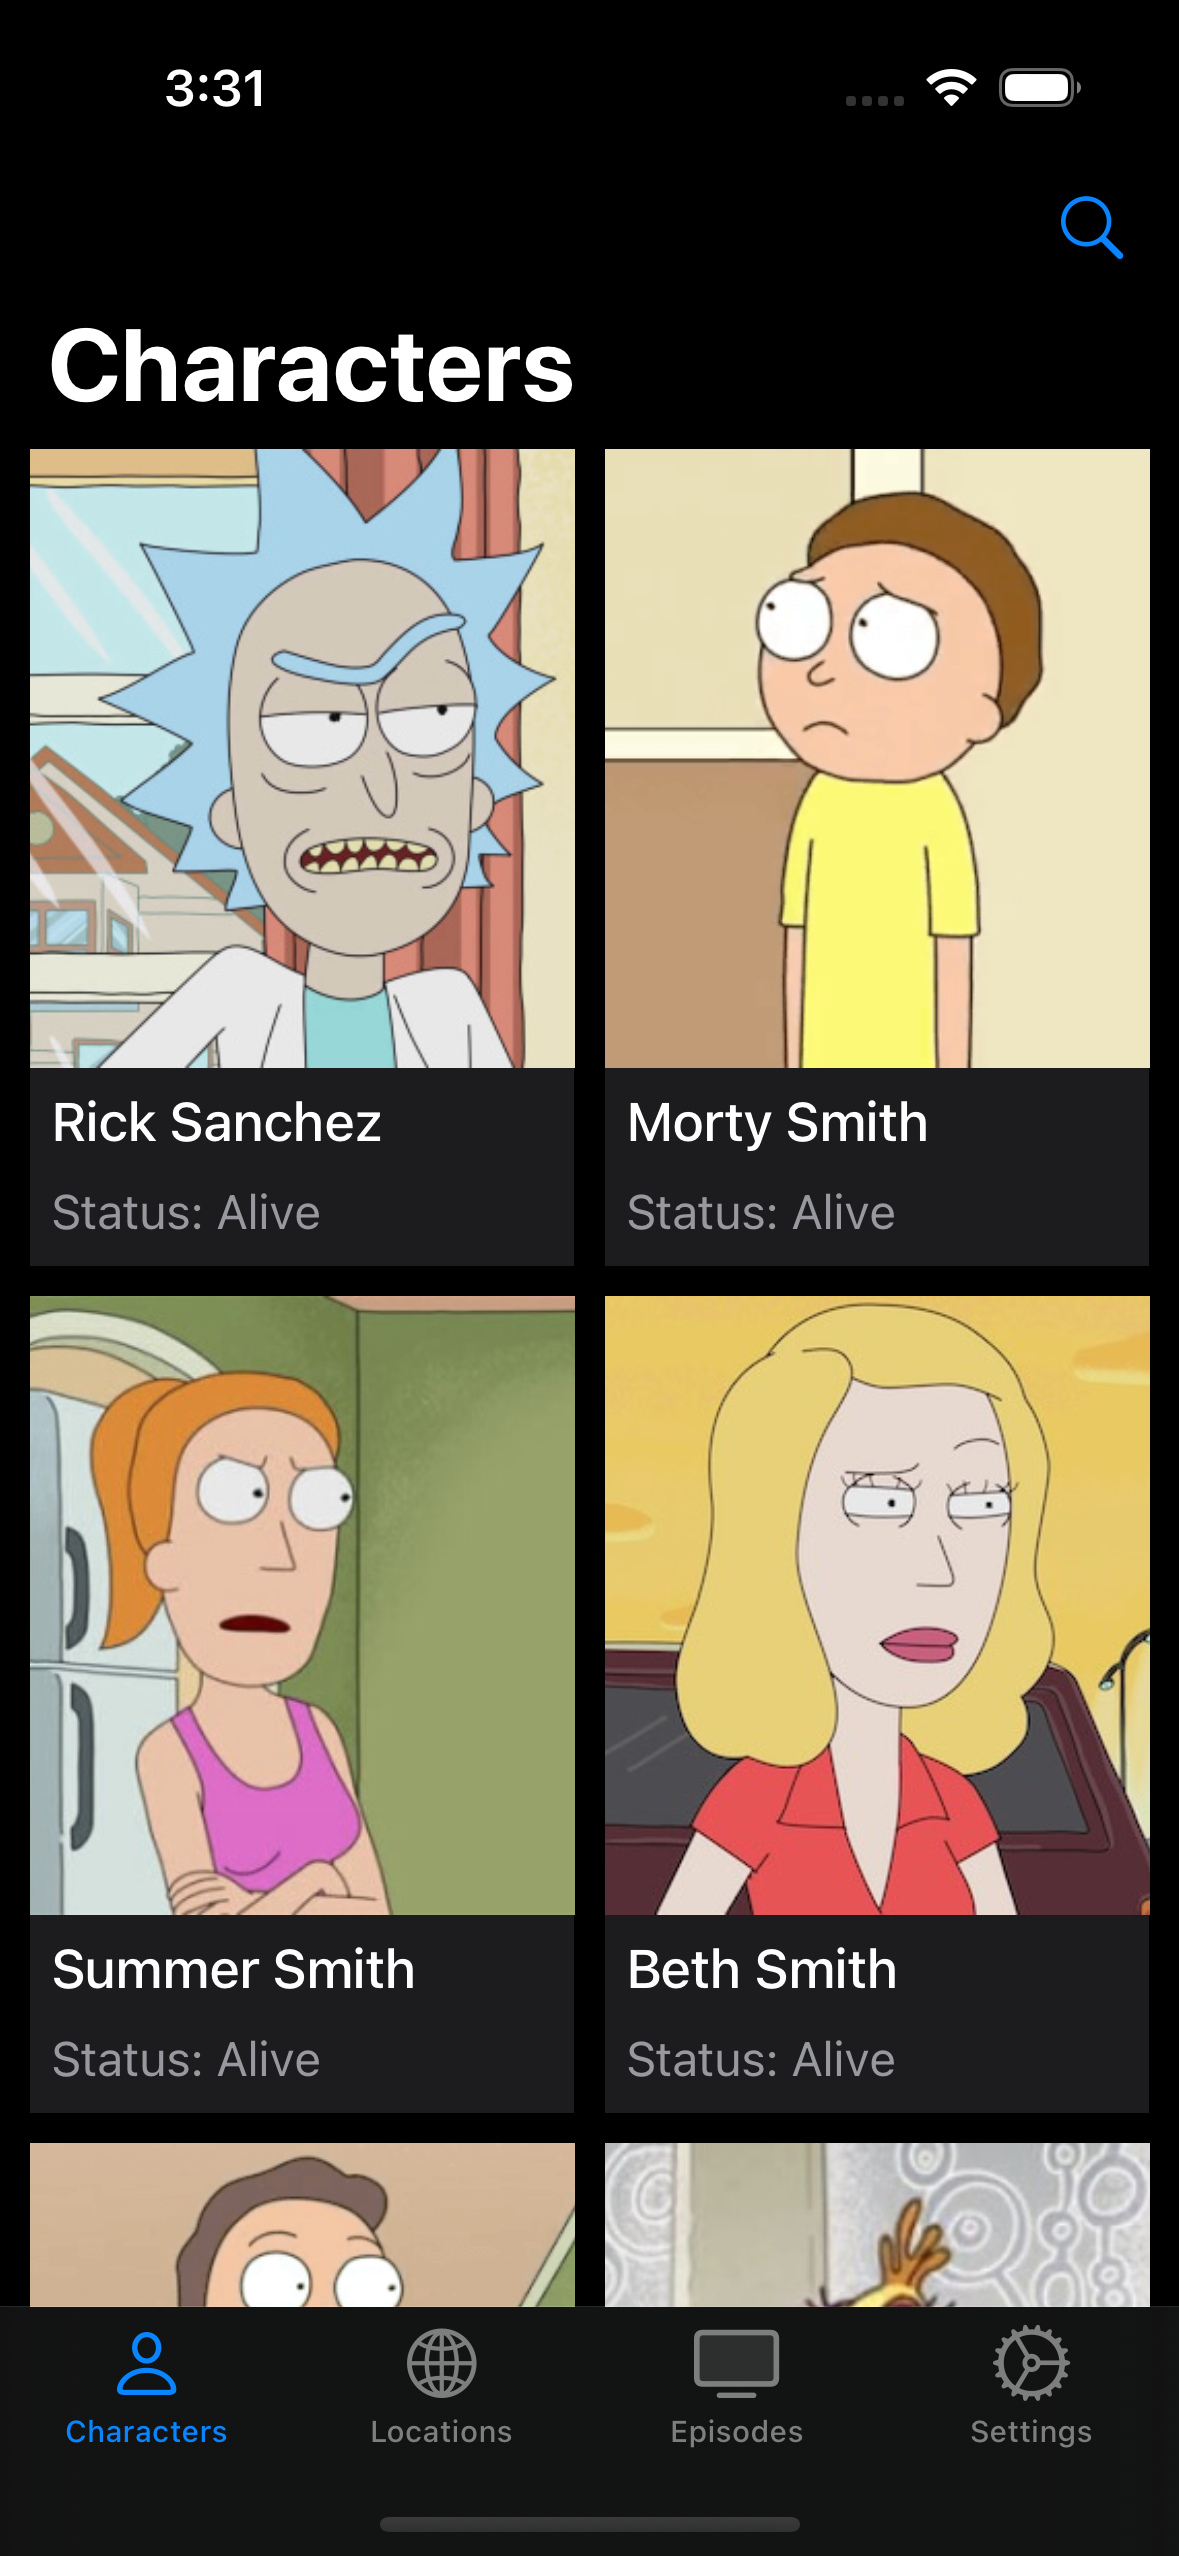 3:31
Characters
Rick Sanchez
Status: Alive
Morty Smith
Status: Alive
Summer Smith
Status: Alive
Beth Smith
Status: Alive
Characters
Locations
Episodes
Settings